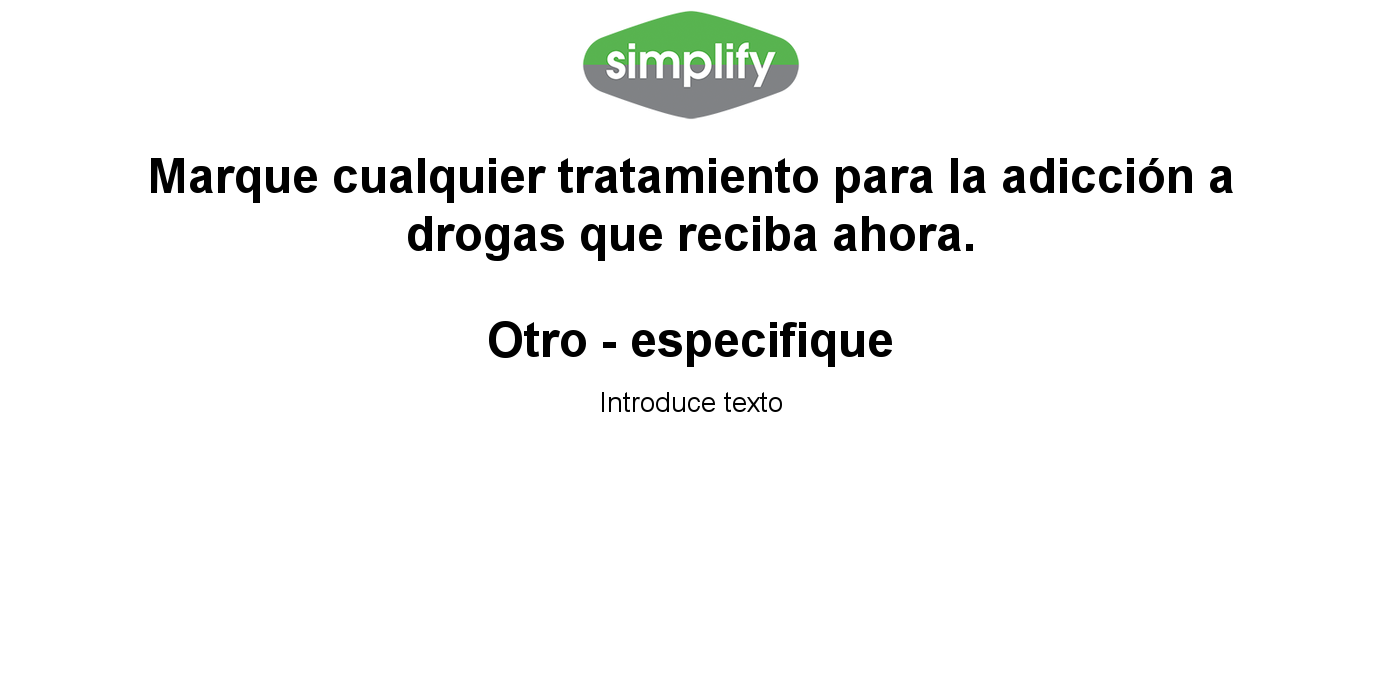 simplify
Marque cualquier tratamiento para la adicción a
drogas que reciba ahora.
Otro - especifique
Introduce texto